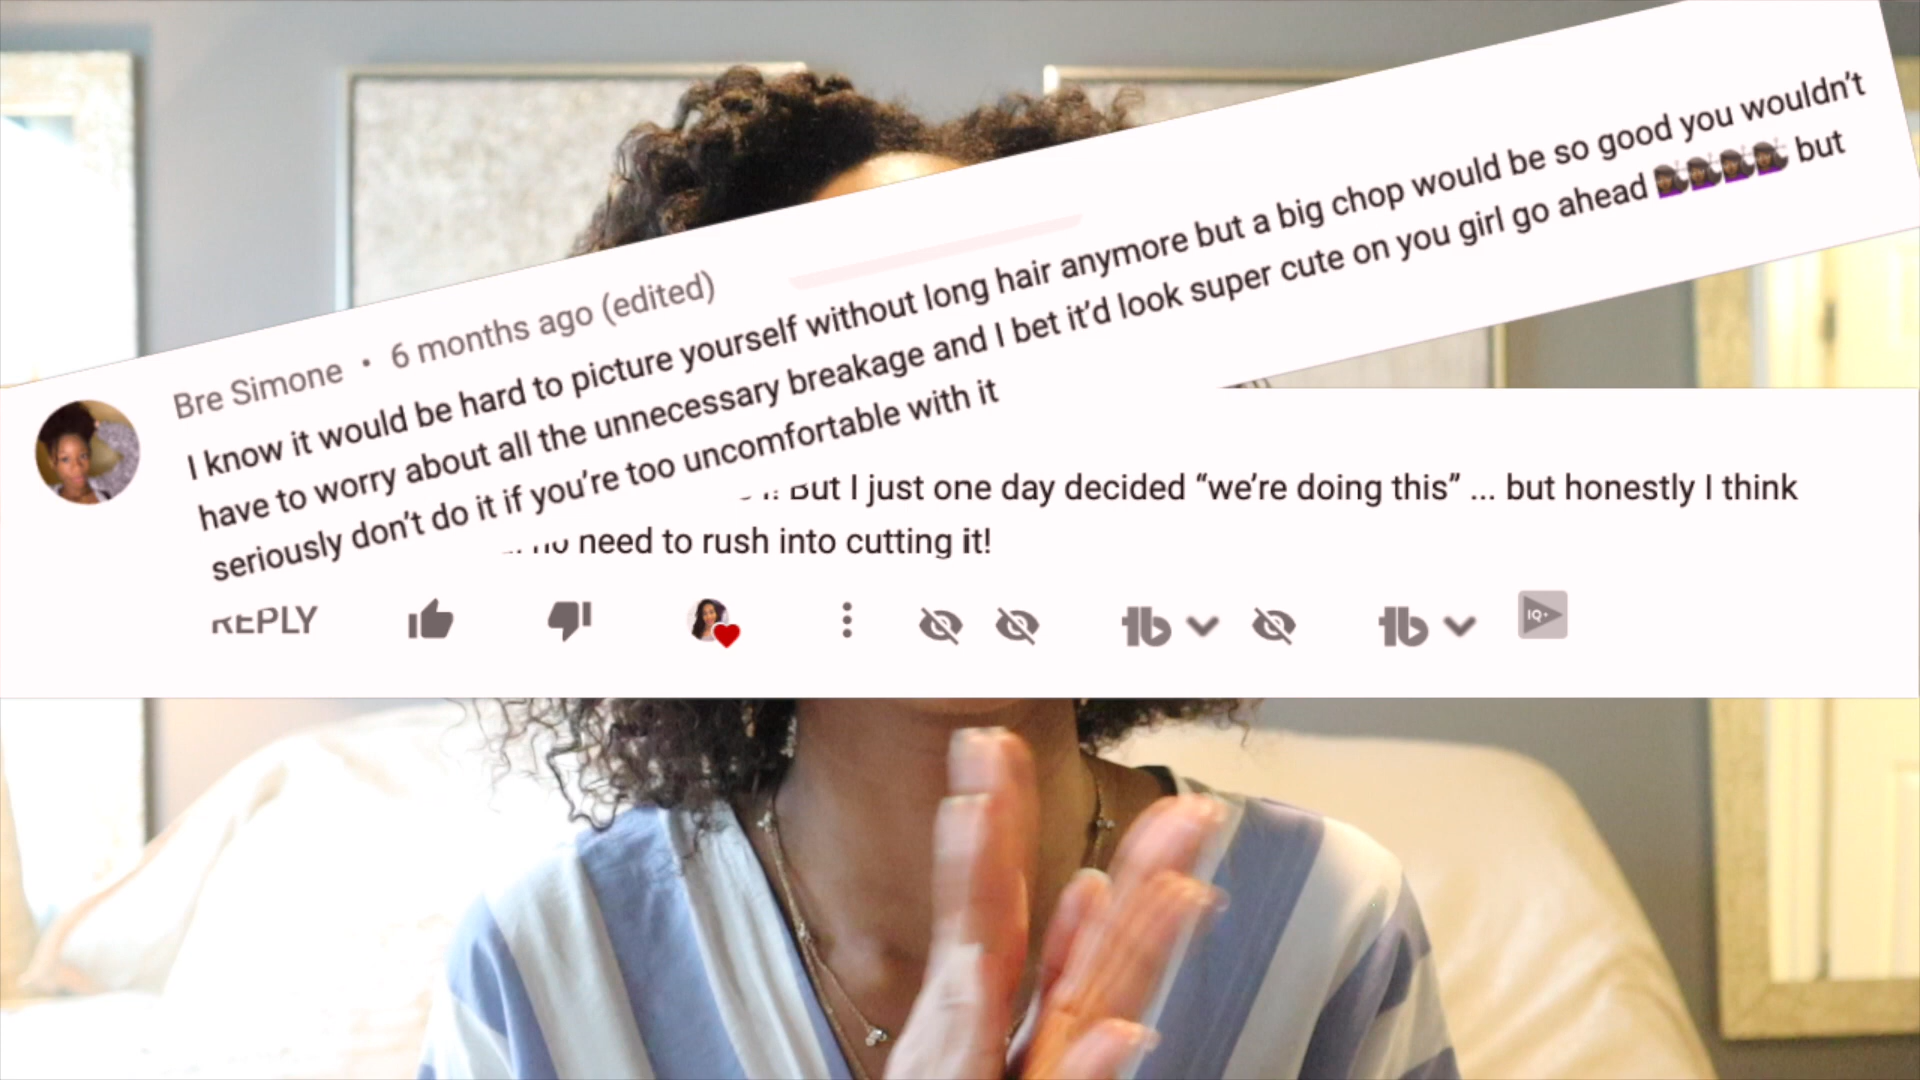 Bre Simone • 6 months ago (edited)
I know it would be hard to picture yourself without long hair anymore but a big chop would be so good you wouldn't
have to worry about all the unnecessary breakage and I bet it'd look super cute on you girl go ahead 💁🏿‍♀️💁🏿‍♀️💁🏿‍♀️💁🏿‍♀️ but
seriously don't do it if you're too uncomfortable with it
But I just one day decided “we're doing this” ... but honestly I think
no need to rush into cutting it!
REPLY
IQ+